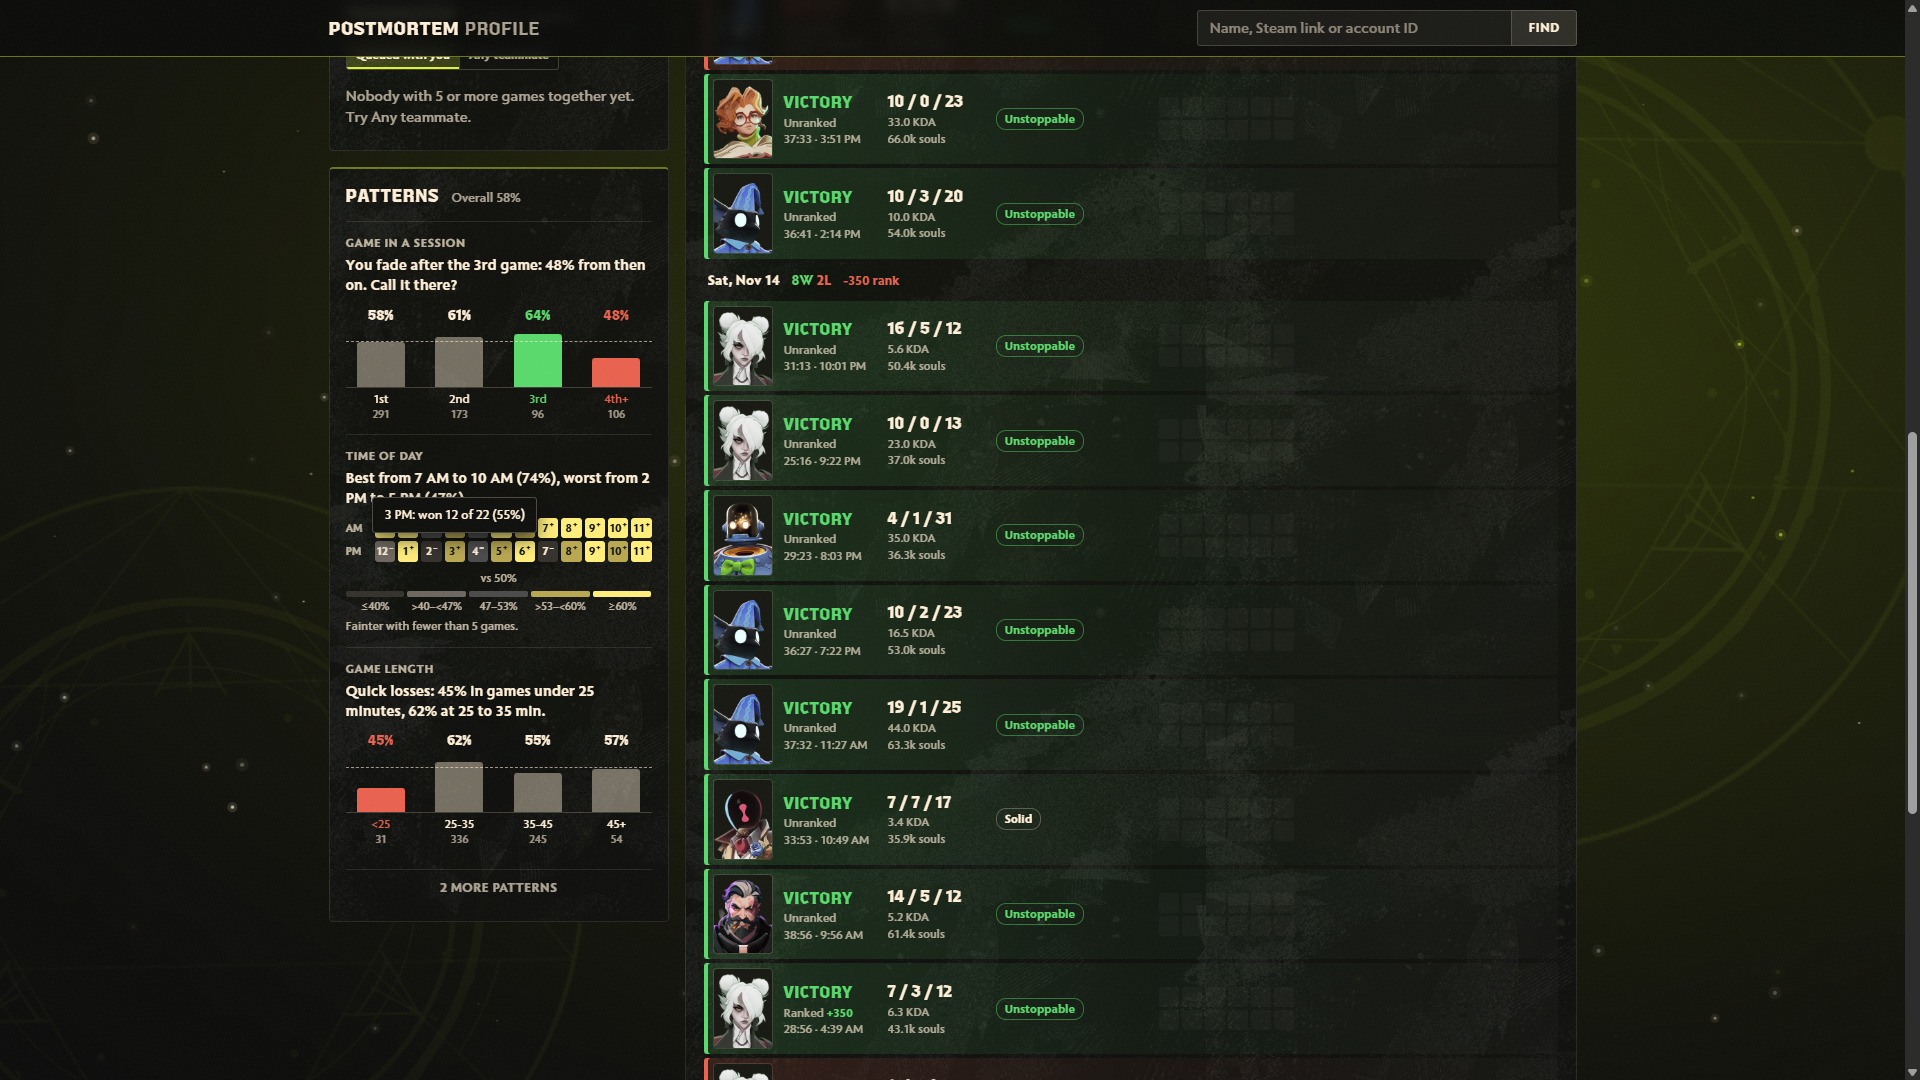 POSTMORTEM PROFILE
Name, Steam link or account ID
FIND
Nobody with 5 or more games together yet.
Try Any teammate.
PATTERNS Overall 58%
GAME IN A SESSION
You fade after the 3rd game: 48% from then
on. Call it there?
58% 61% 64% 48%
1st 2nd 3rd 4th+
291 173 96 106
TIME OF DAY
Best from 7 AM to 10 AM (74%), worst from 2
3 PM: won 12 of 22 (55%)
AM 7+ 8+ 9+ 10+ 11+
PM 12− 1+ 2− 3+ 4− 5+ 6+ 7− 8+ 9+ 10+ 11+
vs 50%
≤40% >40–<47% 47–53% >53–<60% ≥60%
Fainter with fewer than 5 games.
GAME LENGTH
Quick losses: 45% in games under 25
minutes, 62% at 25 to 35 min.
45% 62% 55% 57%
<25 25-35 35-45 45+
31 336 245 54
2 MORE PATTERNS
VICTORY 10 / 0 / 23
Unranked 33.0 KDA Unstoppable
37:33 · 3:51 PM 66.0k souls
VICTORY 10 / 3 / 20
Unranked 10.0 KDA Unstoppable
36:41 · 2:14 PM 54.0k souls
Sat, Nov 14 8W 2L -350 rank
VICTORY 16 / 5 / 12
Unranked 5.6 KDA Unstoppable
31:13 · 10:01 PM 50.4k souls
VICTORY 10 / 0 / 13
Unranked 23.0 KDA Unstoppable
25:16 · 9:22 PM 37.0k souls
VICTORY 4 / 1 / 31
Unranked 35.0 KDA Unstoppable
29:23 · 8:03 PM 36.3k souls
VICTORY 10 / 2 / 23
Unranked 16.5 KDA Unstoppable
36:27 · 7:22 PM 53.0k souls
VICTORY 19 / 1 / 25
Unranked 44.0 KDA Unstoppable
37:32 · 11:27 AM 63.3k souls
VICTORY 7 / 7 / 17
Unranked 3.4 KDA Solid
33:53 · 10:49 AM 35.9k souls
VICTORY 14 / 5 / 12
Unranked 5.2 KDA Unstoppable
38:56 · 9:56 AM 61.4k souls
VICTORY 7 / 3 / 12
Ranked +350 6.3 KDA Unstoppable
28:56 · 4:39 AM 43.1k souls